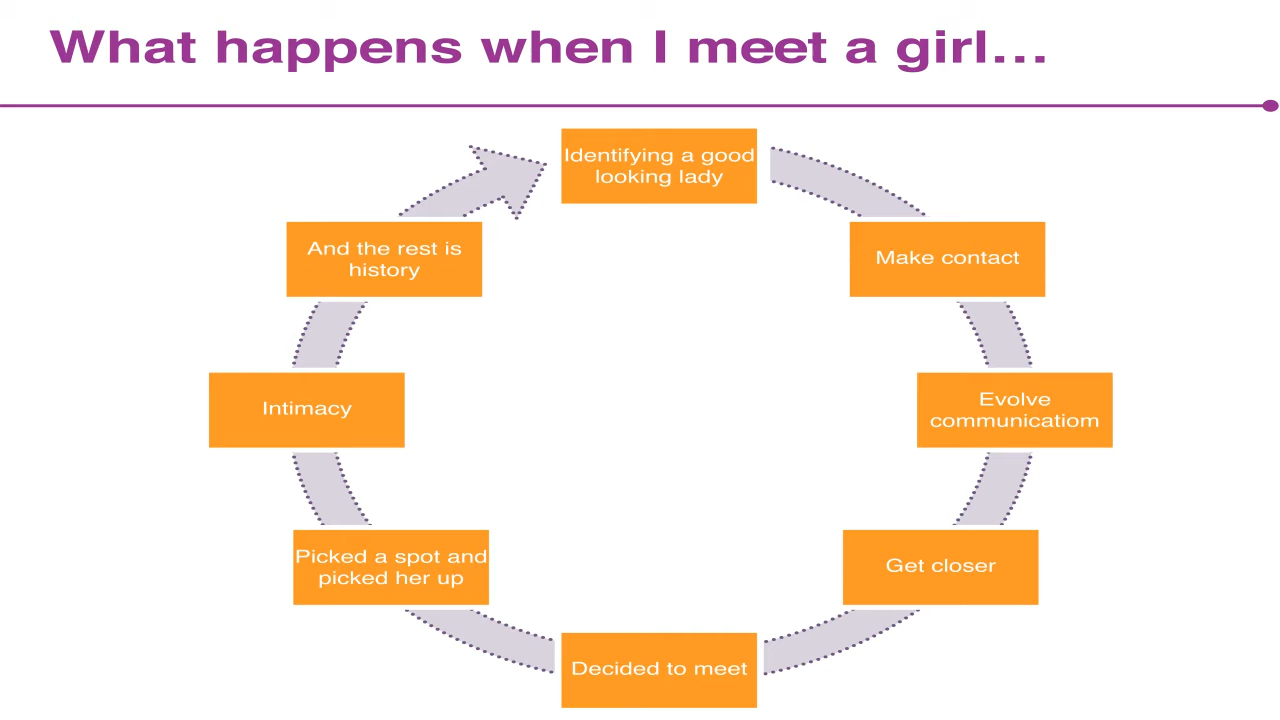 What happens when I meet a girl…
Identifying a good
looking lady
Make contact
Evolve
communicatiom
Get closer
Decided to meet
Picked a spot and
picked her up
Intimacy
And the rest is
history